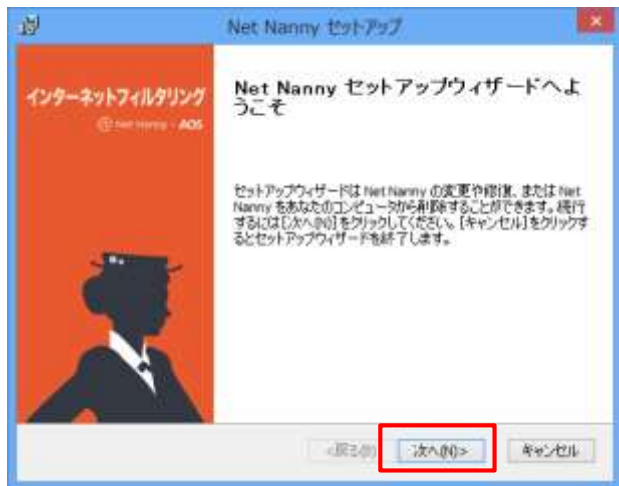 Net Nanny セットアップ
インターネットフィルタリング
Net Nanny - AOS
Net Nanny セットアップウィザードへよ
うこそ
セットアップウィザードは Net Nanny の変更や修復、または Net
Nanny をあなたのコンピュータから削除することができます。続行
するには[次へ(N)]をクリックしてください。[キャンセル]をクリックす
るとセットアップウィザードを終了します。
<戻る(B)
次へ(N)>
キャンセル